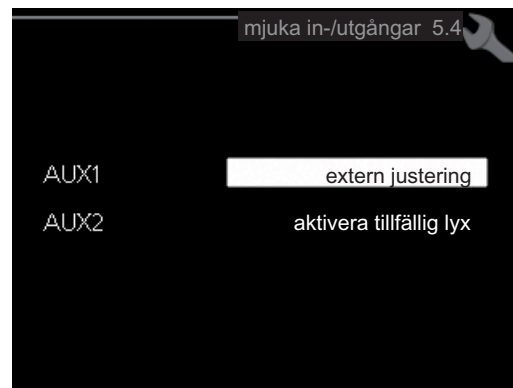 mjuka in-/utgångar 5.4
AUX1 extern justering
AUX2 aktivera tillfällig lyx